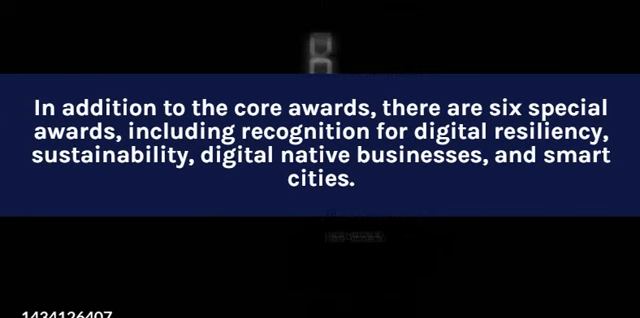 In addition to the core awards, there are six special
awards, including recognition for digital resiliency,
sustainability, digital native businesses, and smart
cities.
1434126407